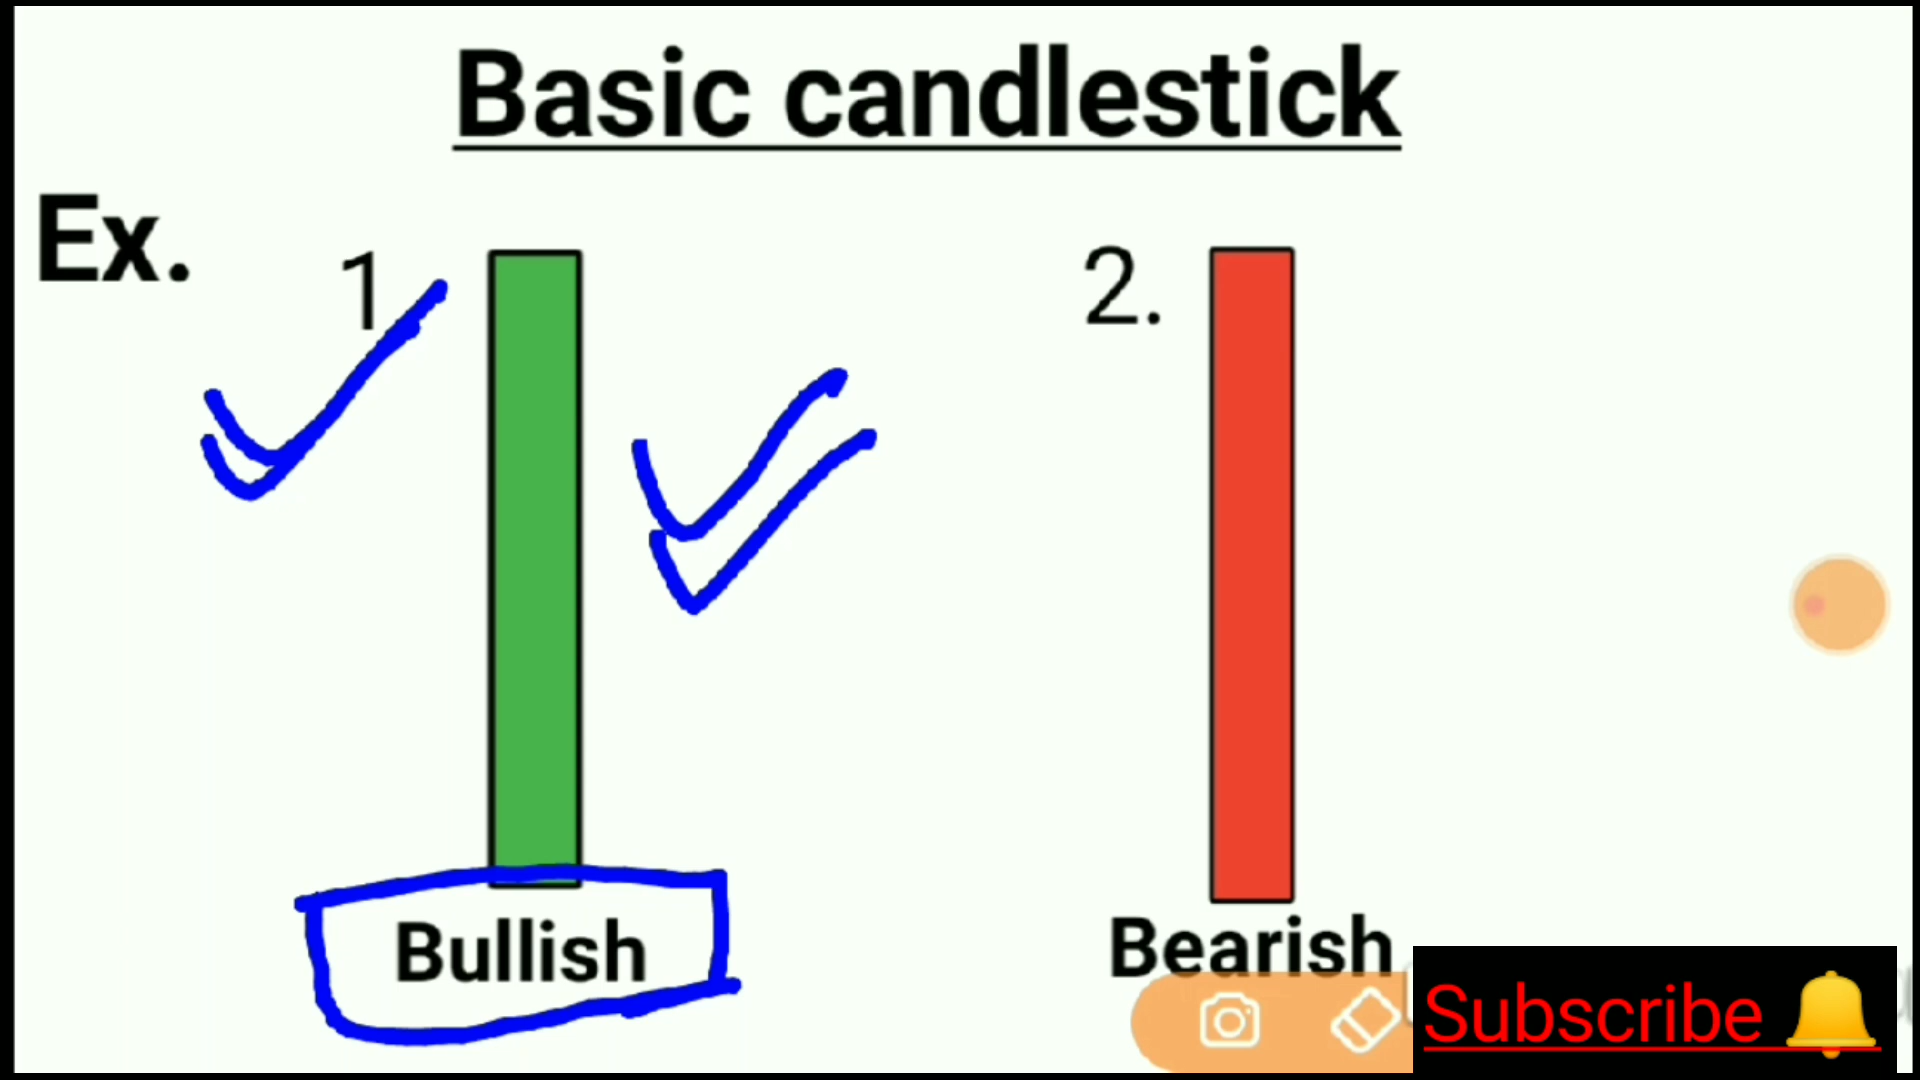 Basic candlestick
Ex.
1
2.
Bullish
Bearish
Subscribe